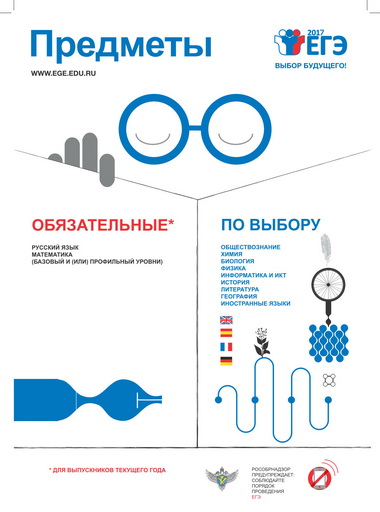 Предметы
WWW.EGE.EDU.RU
2017
ЕГЭ
ВЫБОР БУДУЩЕГО!
ОБЯЗАТЕЛЬНЫЕ*
РУССКИЙ ЯЗЫК
МАТЕМАТИКА
(БАЗОВЫЙ И (ИЛИ) ПРОФИЛЬНЫЙ УРОВНИ)
ПО ВЫБОРУ
ОБЩЕСТВОЗНАНИЕ
ХИМИЯ
БИОЛОГИЯ
ФИЗИКА
ИНФОРМАТИКА И ИКТ
ИСТОРИЯ
ЛИТЕРАТУРА
ГЕОГРАФИЯ
ИНОСТРАННЫЕ ЯЗЫКИ
* ДЛЯ ВЫПУСКНИКОВ ТЕКУЩЕГО ГОДА
РОСОБРНАДЗОР
ПРЕДУПРЕЖДАЕТ:
СОБЛЮДАЙТЕ
ПОРЯДОК
ПРОВЕДЕНИЯ
ЕГЭ